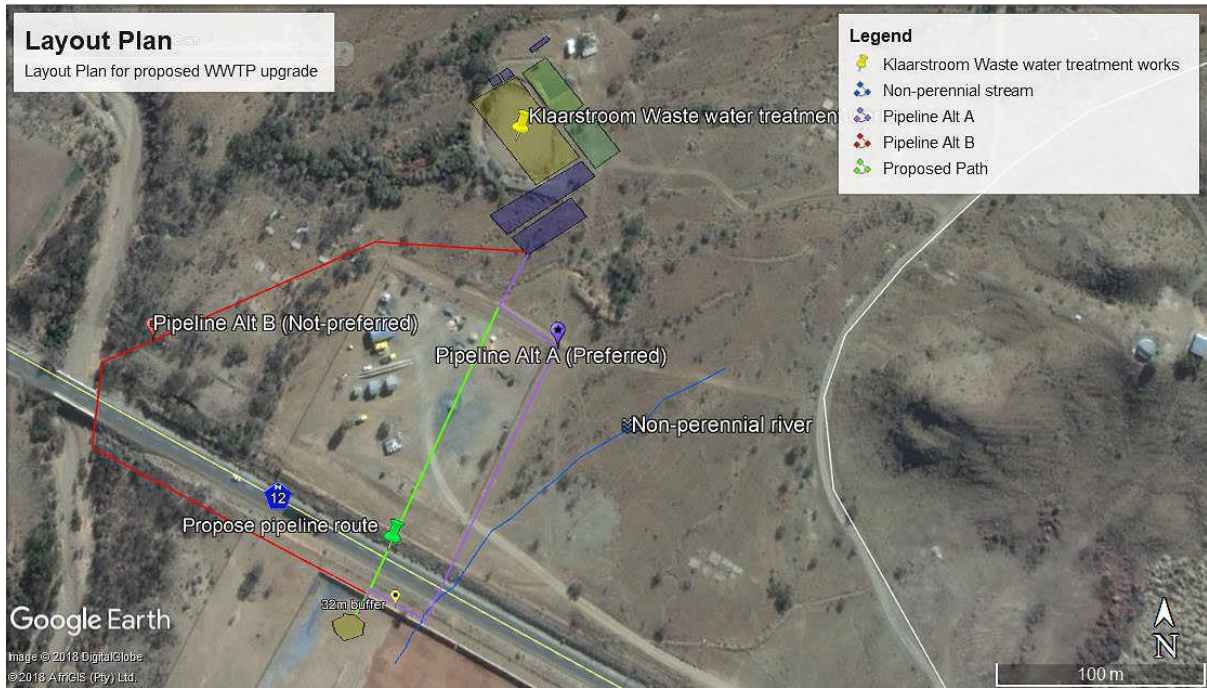 Layout Plan
Layout Plan for proposed WWTP upgrade
Legend
Klaarstroom Waste water treatment works
Non-perennial stream
Pipeline Alt A
Pipeline Alt B
Proposed Path
Klaarstroom Waste water treatment
Pipeline Alt B (Not-preferred)
Pipeline Alt A (Preferred)
Non-perennial river
N
12
Propose pipeline route
32m buffer
Google Earth
Image © 2018 DigitalGlobe
© 2018 AfriGIS (Pty) Ltd.
N
100 m